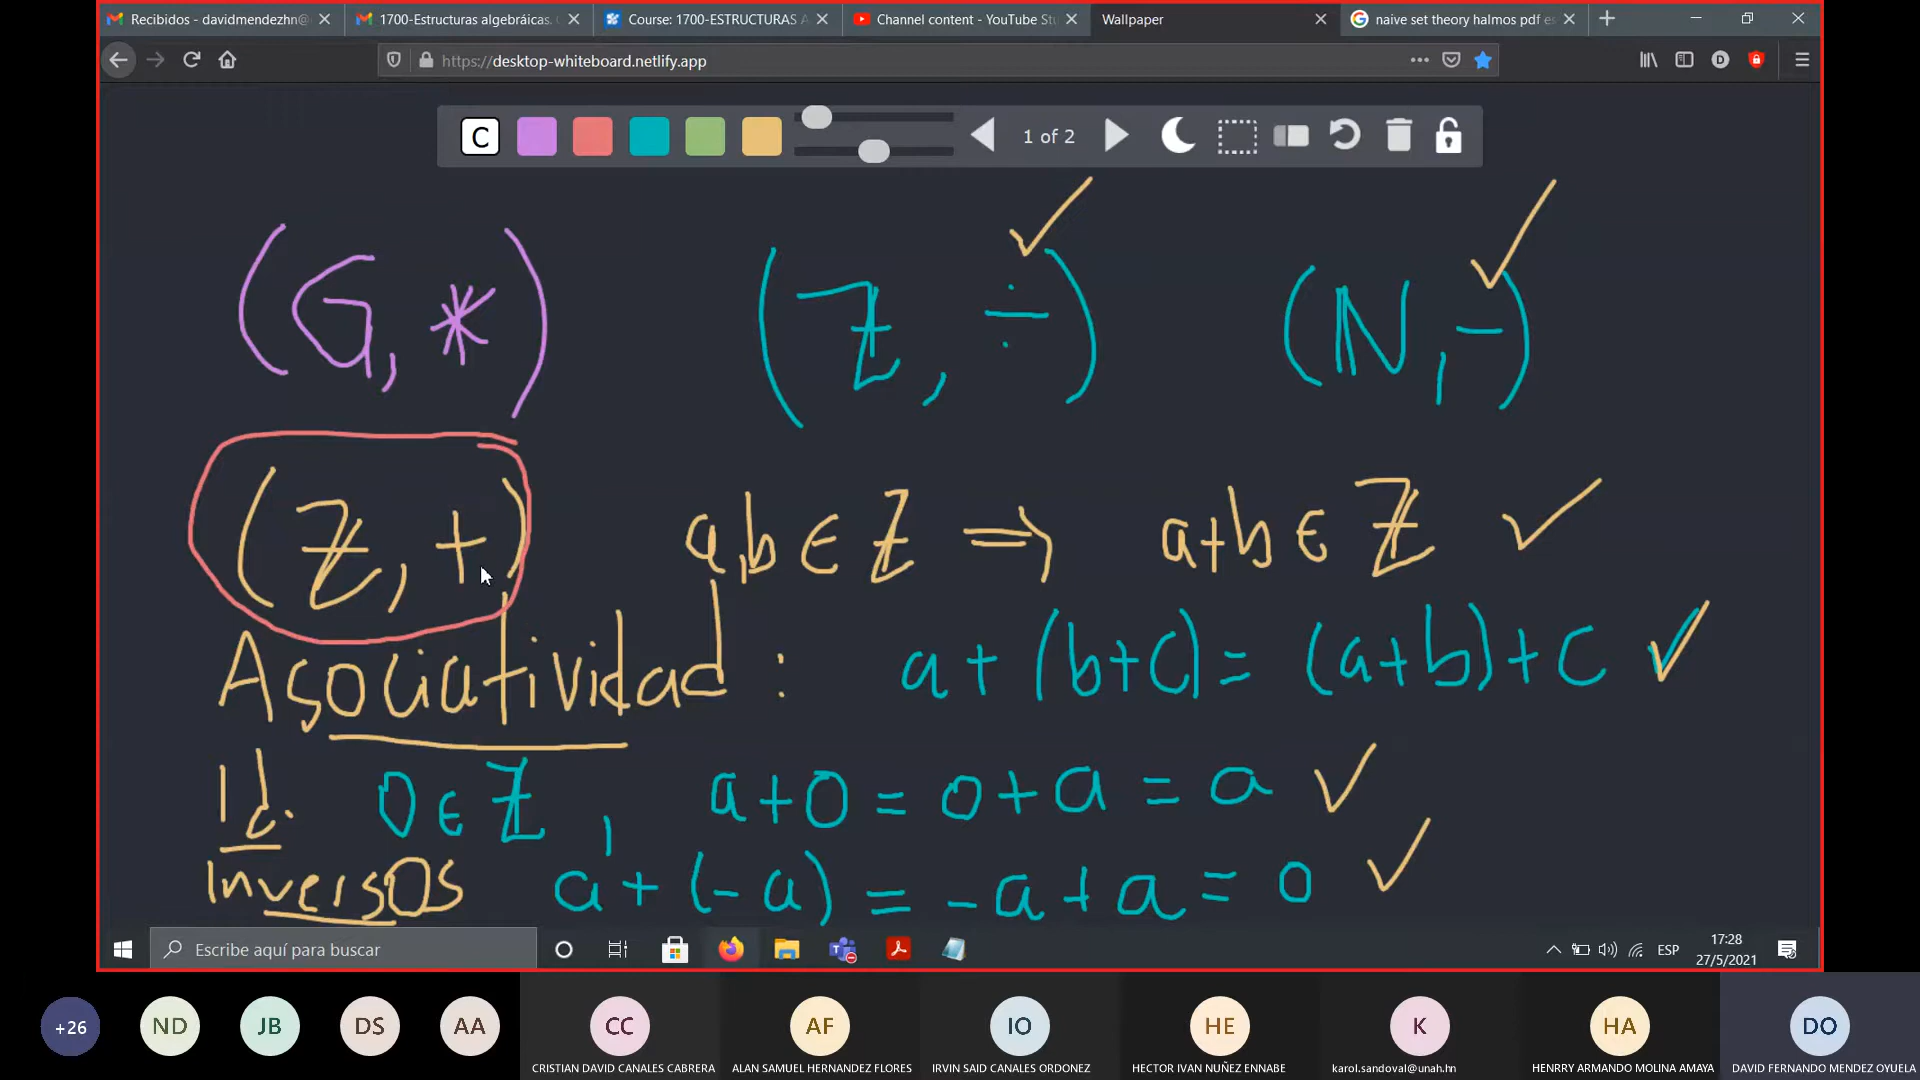 Recibidos - davidmendezhn@
1700-Estructuras algebráicas.
Course: 1700-ESTRUCTURAS A
Channel content - YouTube Stu
Wallpaper
naive set theory halmos pdf es
https://desktop-whiteboard.netlify.app
C
1 of 2
(G, *)
(Z, ÷) ✓
(N, -) ✓
(Z, +)
a,b ∈ Z ⟹ a+b ∈ Z ✓
Asociatividad : a + (b+c) = (a+b)+c ✓
Id. 0 ∈ Z, a+0 = 0+a = a ✓
Inversos a + (-a) = -a + a = 0 ✓
Escribe aquí para buscar
ESP
17:28
27/5/2021
+26
ND
JB
DS
AA
CC
AF
IO
HE
K
HA
DO
CRISTIAN DAVID CANALES CABRERA
ALAN SAMUEL HERNANDEZ FLORES
IRVIN SAID CANALES ORDONEZ
HECTOR IVAN NUÑEZ ENNABE
karol.sandoval@unah.hn
HENRRY ARMANDO MOLINA AMAYA
DAVID FERNANDO MENDEZ OYUELA